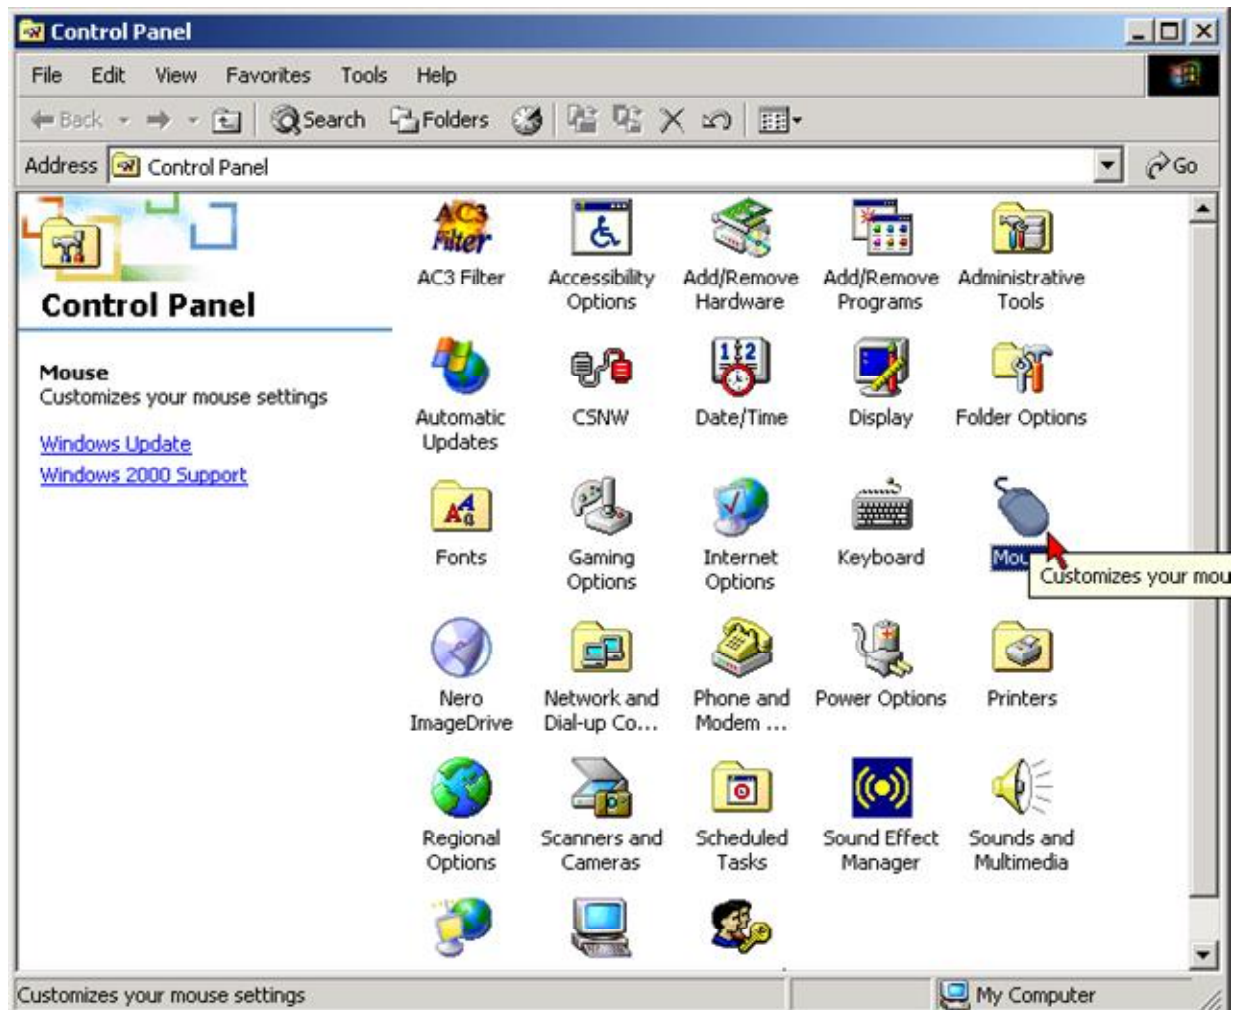 Control Panel
File Edit View Favorites Tools Help
Back Search Folders
Address Control Panel Go
Control Panel
Mouse
Customizes your mouse settings
Windows Update
Windows 2000 Support
AC3 Filter
AC3 Filter
Accessibility Options
Add/Remove Hardware
Add/Remove Programs
Administrative Tools
Automatic Updates
CSNW
Date/Time
Display
Folder Options
Fonts
Gaming Options
Internet Options
Keyboard
Mou
Customizes your mou
Nero ImageDrive
Network and Dial-up Co...
Phone and Modem ...
Power Options
Printers
Regional Options
Scanners and Cameras
Scheduled Tasks
Sound Effect Manager
Sounds and Multimedia
Customizes your mouse settings
My Computer